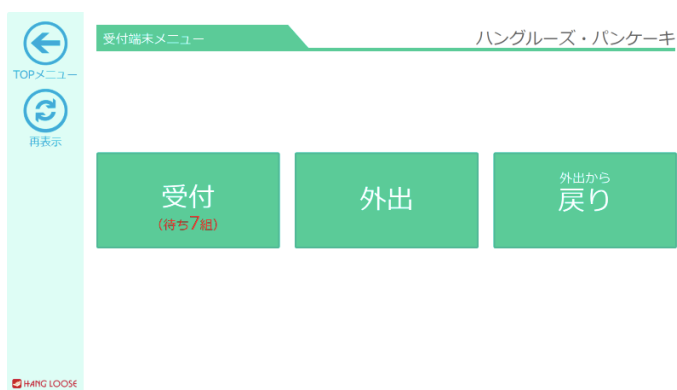 TOPメニュー
再表示
受付端末メニュー
ハングルーズ・パンケーキ
受付
(待ち7組)
外出
外出から
戻り
HANG LOOSE